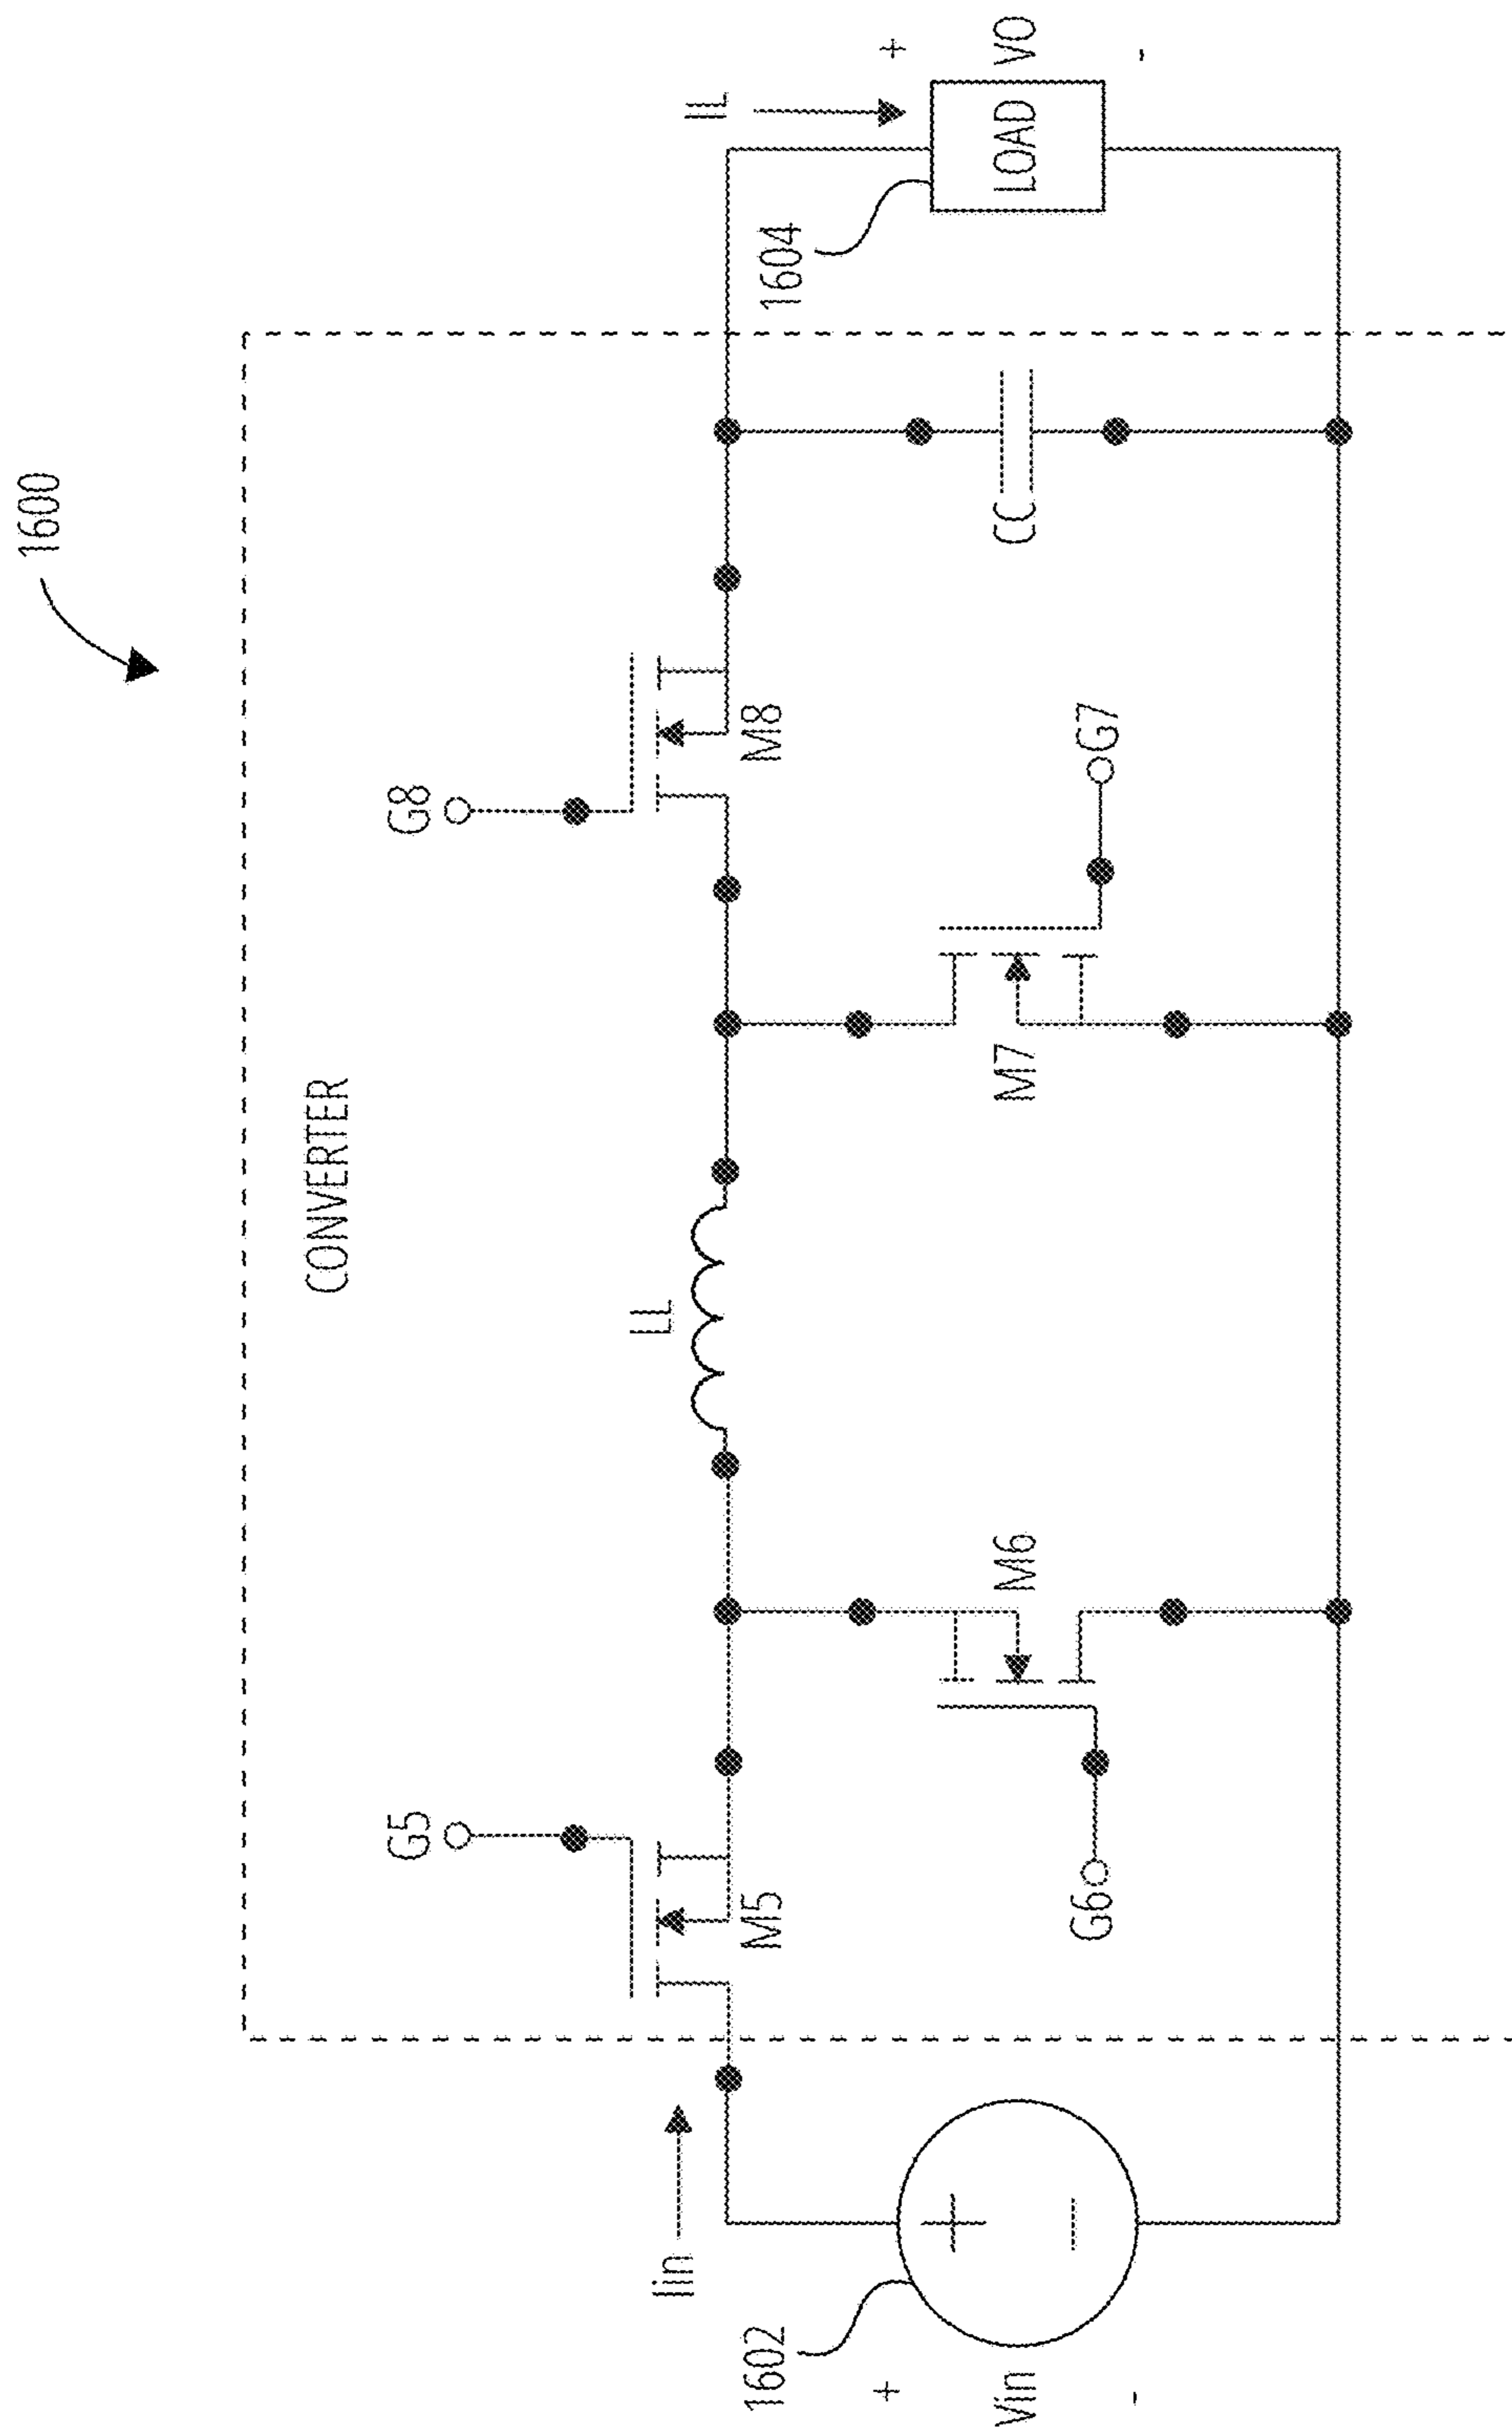 1600
CONVERTER
G5
G8
Iin
LL
IL
M5
M8
1602
1604
+
+
Vin
M6
M7
CC
LOAD
VO
G6
G7
+
-
-
-